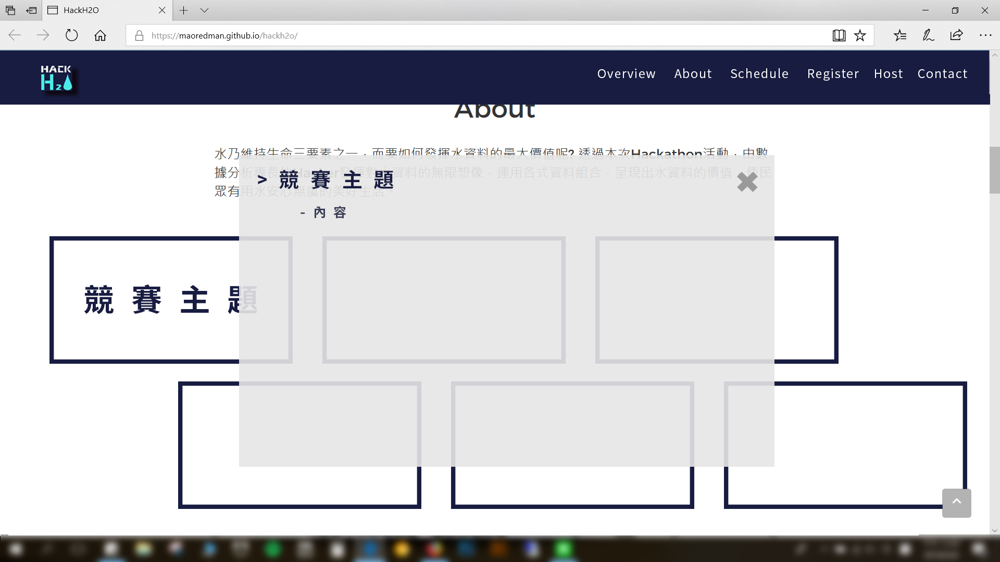 HackH2O
https://maoredman.github.io/hackh2o/
HACK
H2O
Overview About Schedule Register Host Contact
About
水乃維持生命三要素之一，而要如何發揮水資料的最大價值呢? 透過本次Hackathon活動，由數
據分析專長的Hacker發揮對水資料的無限想像，運用各式資料組合，呈現出水資料的價值，使民
眾有用水安心無虞的美好生活。
> 競賽主題
- 內容
競賽主題